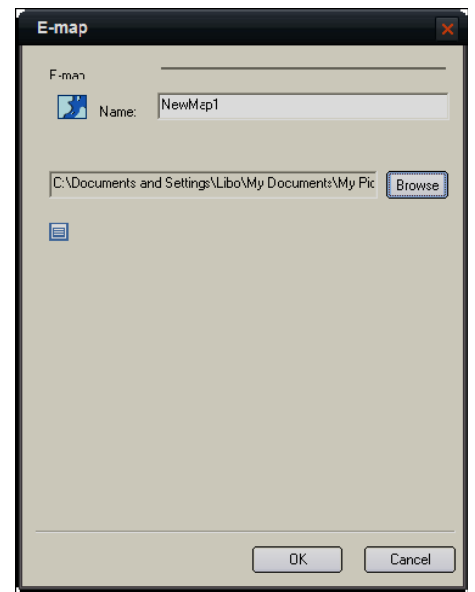 E-map
E-map
Name:
NewMap1
C:\Documents and Settings\Libo\My Documents\My Pic
Browse
OK
Cancel